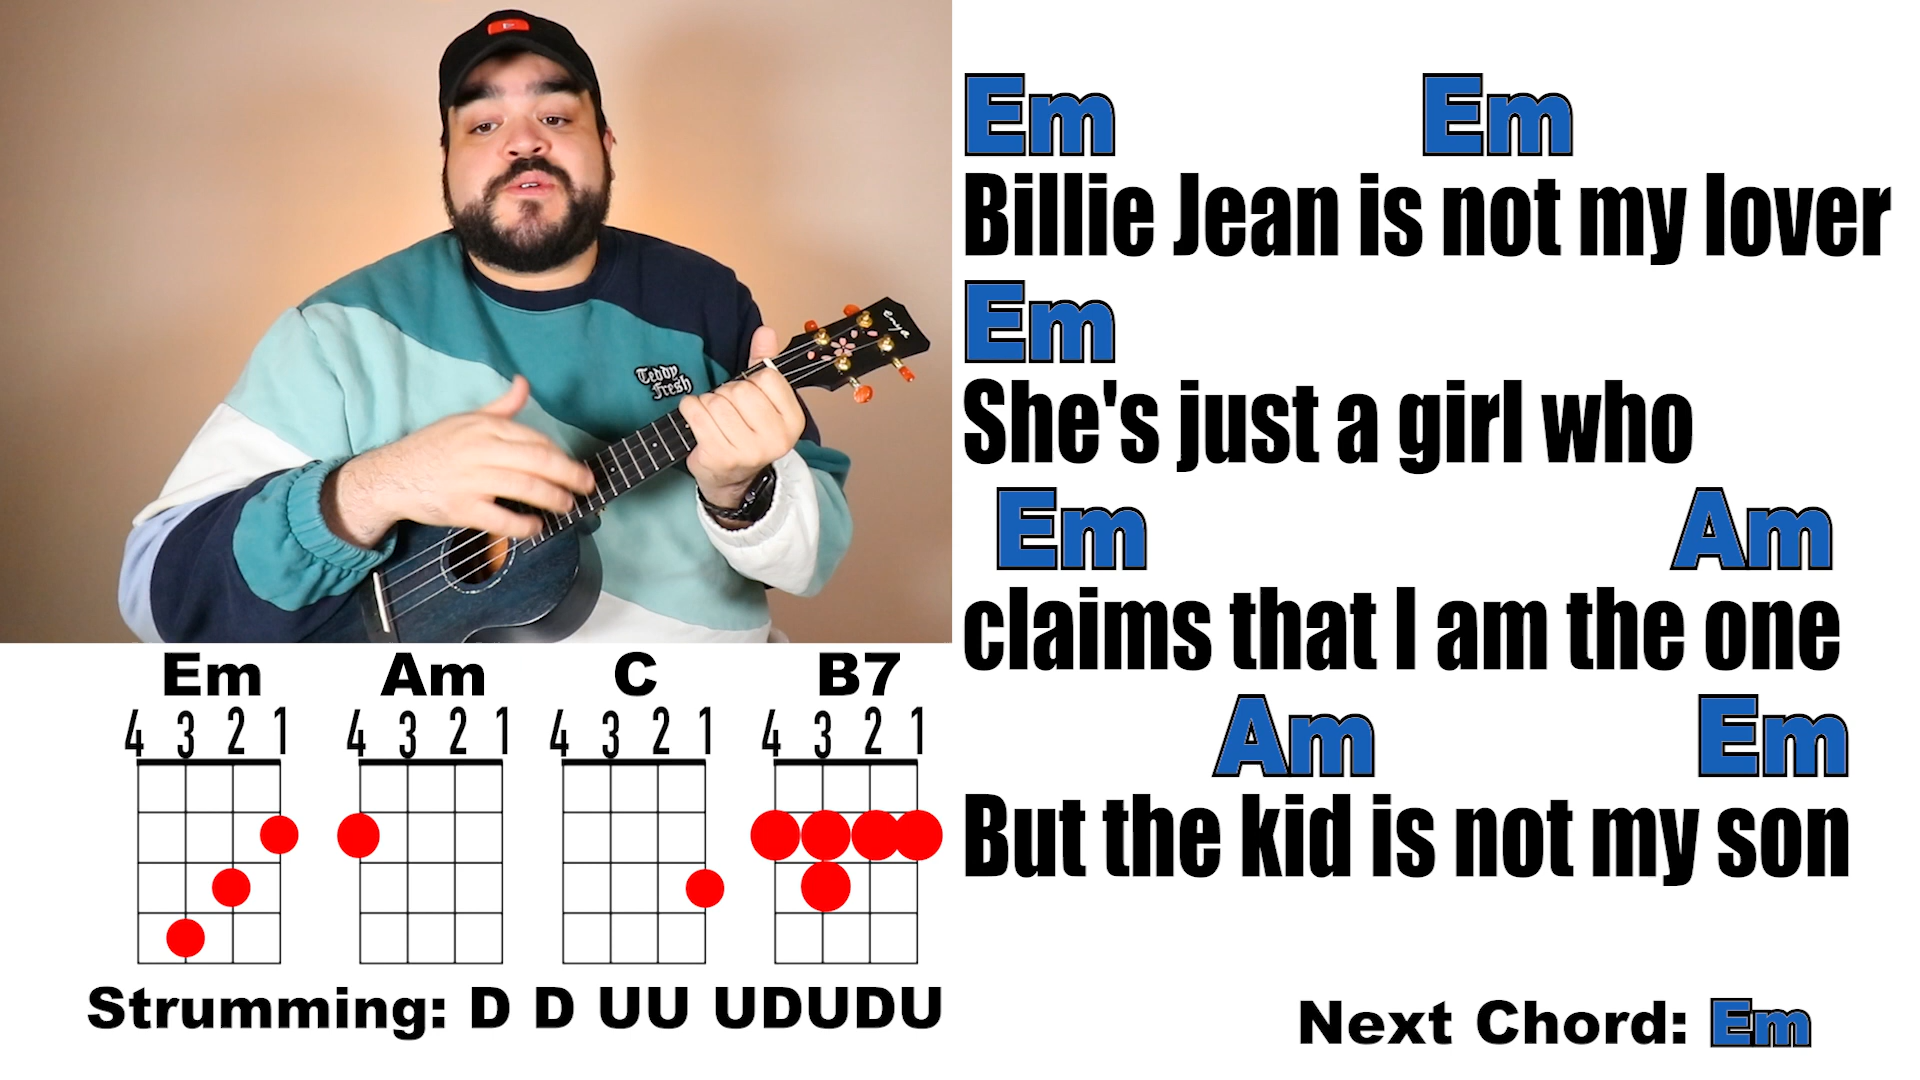 enya
Teddy
Fresh
Em Em
Billie Jean is not my lover
Em
She's just a girl who
Em Am
claims that I am the one
Am Em
But the kid is not my son
Em Am C B7
4 3 2 1 4 3 2 1 4 3 2 1 4 3 2 1
Strumming: D D UU UDUDU
Next Chord: Em